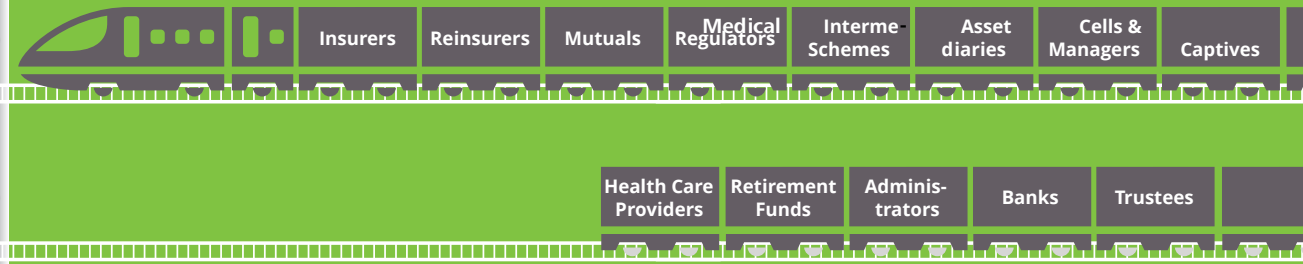 Insurers
Reinsurers
Mutuals
Regulators
Medical
Schemes
Interme-
diaries
Asset
Managers
Cells &
Captives
Health Care
Providers
Retirement
Funds
Adminis-
trators
Banks
Trustees